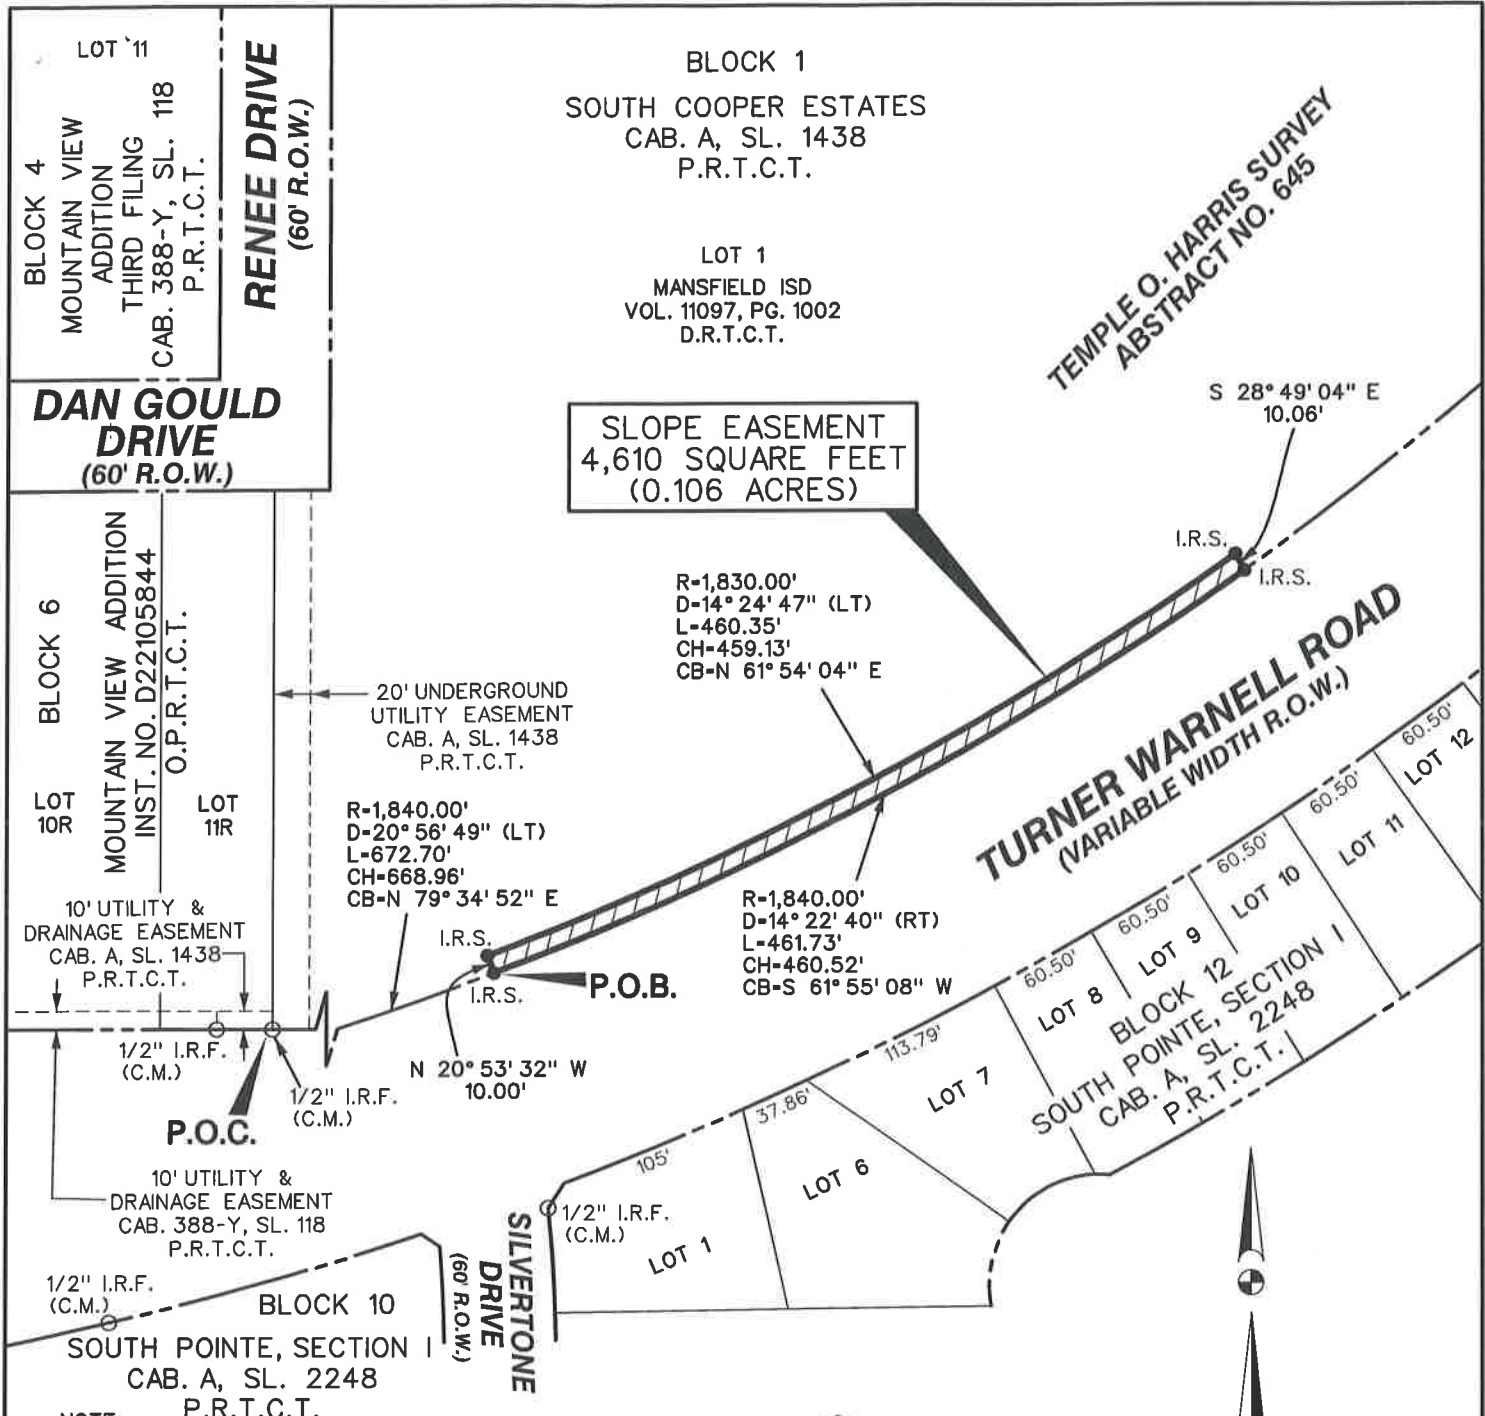 LOT 11
BLOCK 4
MOUNTAIN VIEW
ADDITION
THIRD FILING
CAB. 388-Y, SL. 118
P.R.T.C.T.
RENEE DRIVE
(60' R.O.W.)
BLOCK 1
SOUTH COOPER ESTATES
CAB. A, SL. 1438
P.R.T.C.T.
LOT 1
MANSFIELD ISD
VOL. 11097, PG. 1002
D.R.T.C.T.
TEMPLE O. HARRIS SURVEY
ABSTRACT NO. 645
DAN GOULD
DRIVE
(60' R.O.W.)
SLOPE EASEMENT
4,610 SQUARE FEET
(0.106 ACRES)
S 28° 49' 04" E
10.06'
I.R.S.
I.R.S.
BLOCK 6
MOUNTAIN VIEW ADDITION
INST. NO. D22105844
O.P.R.T.C.T.
LOT
10R
LOT
11R
R=1,830.00'
D=14° 24' 47" (LT)
L=460.35'
CH=459.13'
CB=N 61° 54' 04" E
20' UNDERGROUND
UTILITY EASEMENT
CAB. A, SL. 1438
P.R.T.C.T.
R=1,840.00'
D=20° 56' 49" (LT)
L=672.70'
CH=668.96'
CB=N 79° 34' 52" E
TURNER WARNELL ROAD
(VARIABLE WIDTH R.O.W.)
10' UTILITY &
DRAINAGE EASEMENT
CAB. A, SL. 1438
P.R.T.C.T.
I.R.S.
I.R.S.
P.O.B.
R=1,840.00'
D=14° 22' 40" (RT)
L=461.73'
CH=460.52'
CB=S 61° 55' 08" W
60.50'
LOT 12
60.50'
LOT 11
60.50'
LOT 10
60.50'
LOT 9
60.50'
LOT 8
BLOCK 12
SOUTH POINTE, SECTION I
CAB. A, SL. 2248
P.R.T.C.T.
1/2" I.R.F.
(C.M.)
1/2" I.R.F.
(C.M.)
P.O.C.
N 20° 53' 32" W
10.00'
113.79'
LOT 7
37.86'
LOT 6
105'
LOT 1
10' UTILITY &
DRAINAGE EASEMENT
CAB. 388-Y, SL. 118
P.R.T.C.T.
1/2" I.R.F.
(C.M.)
SILVERTONE
DRIVE
(60' R.O.W.)
1/2" I.R.F.
(C.M.)
BLOCK 10
SOUTH POINTE, SECTION I
CAB. A, SL. 2248
P.R.T.C.T.